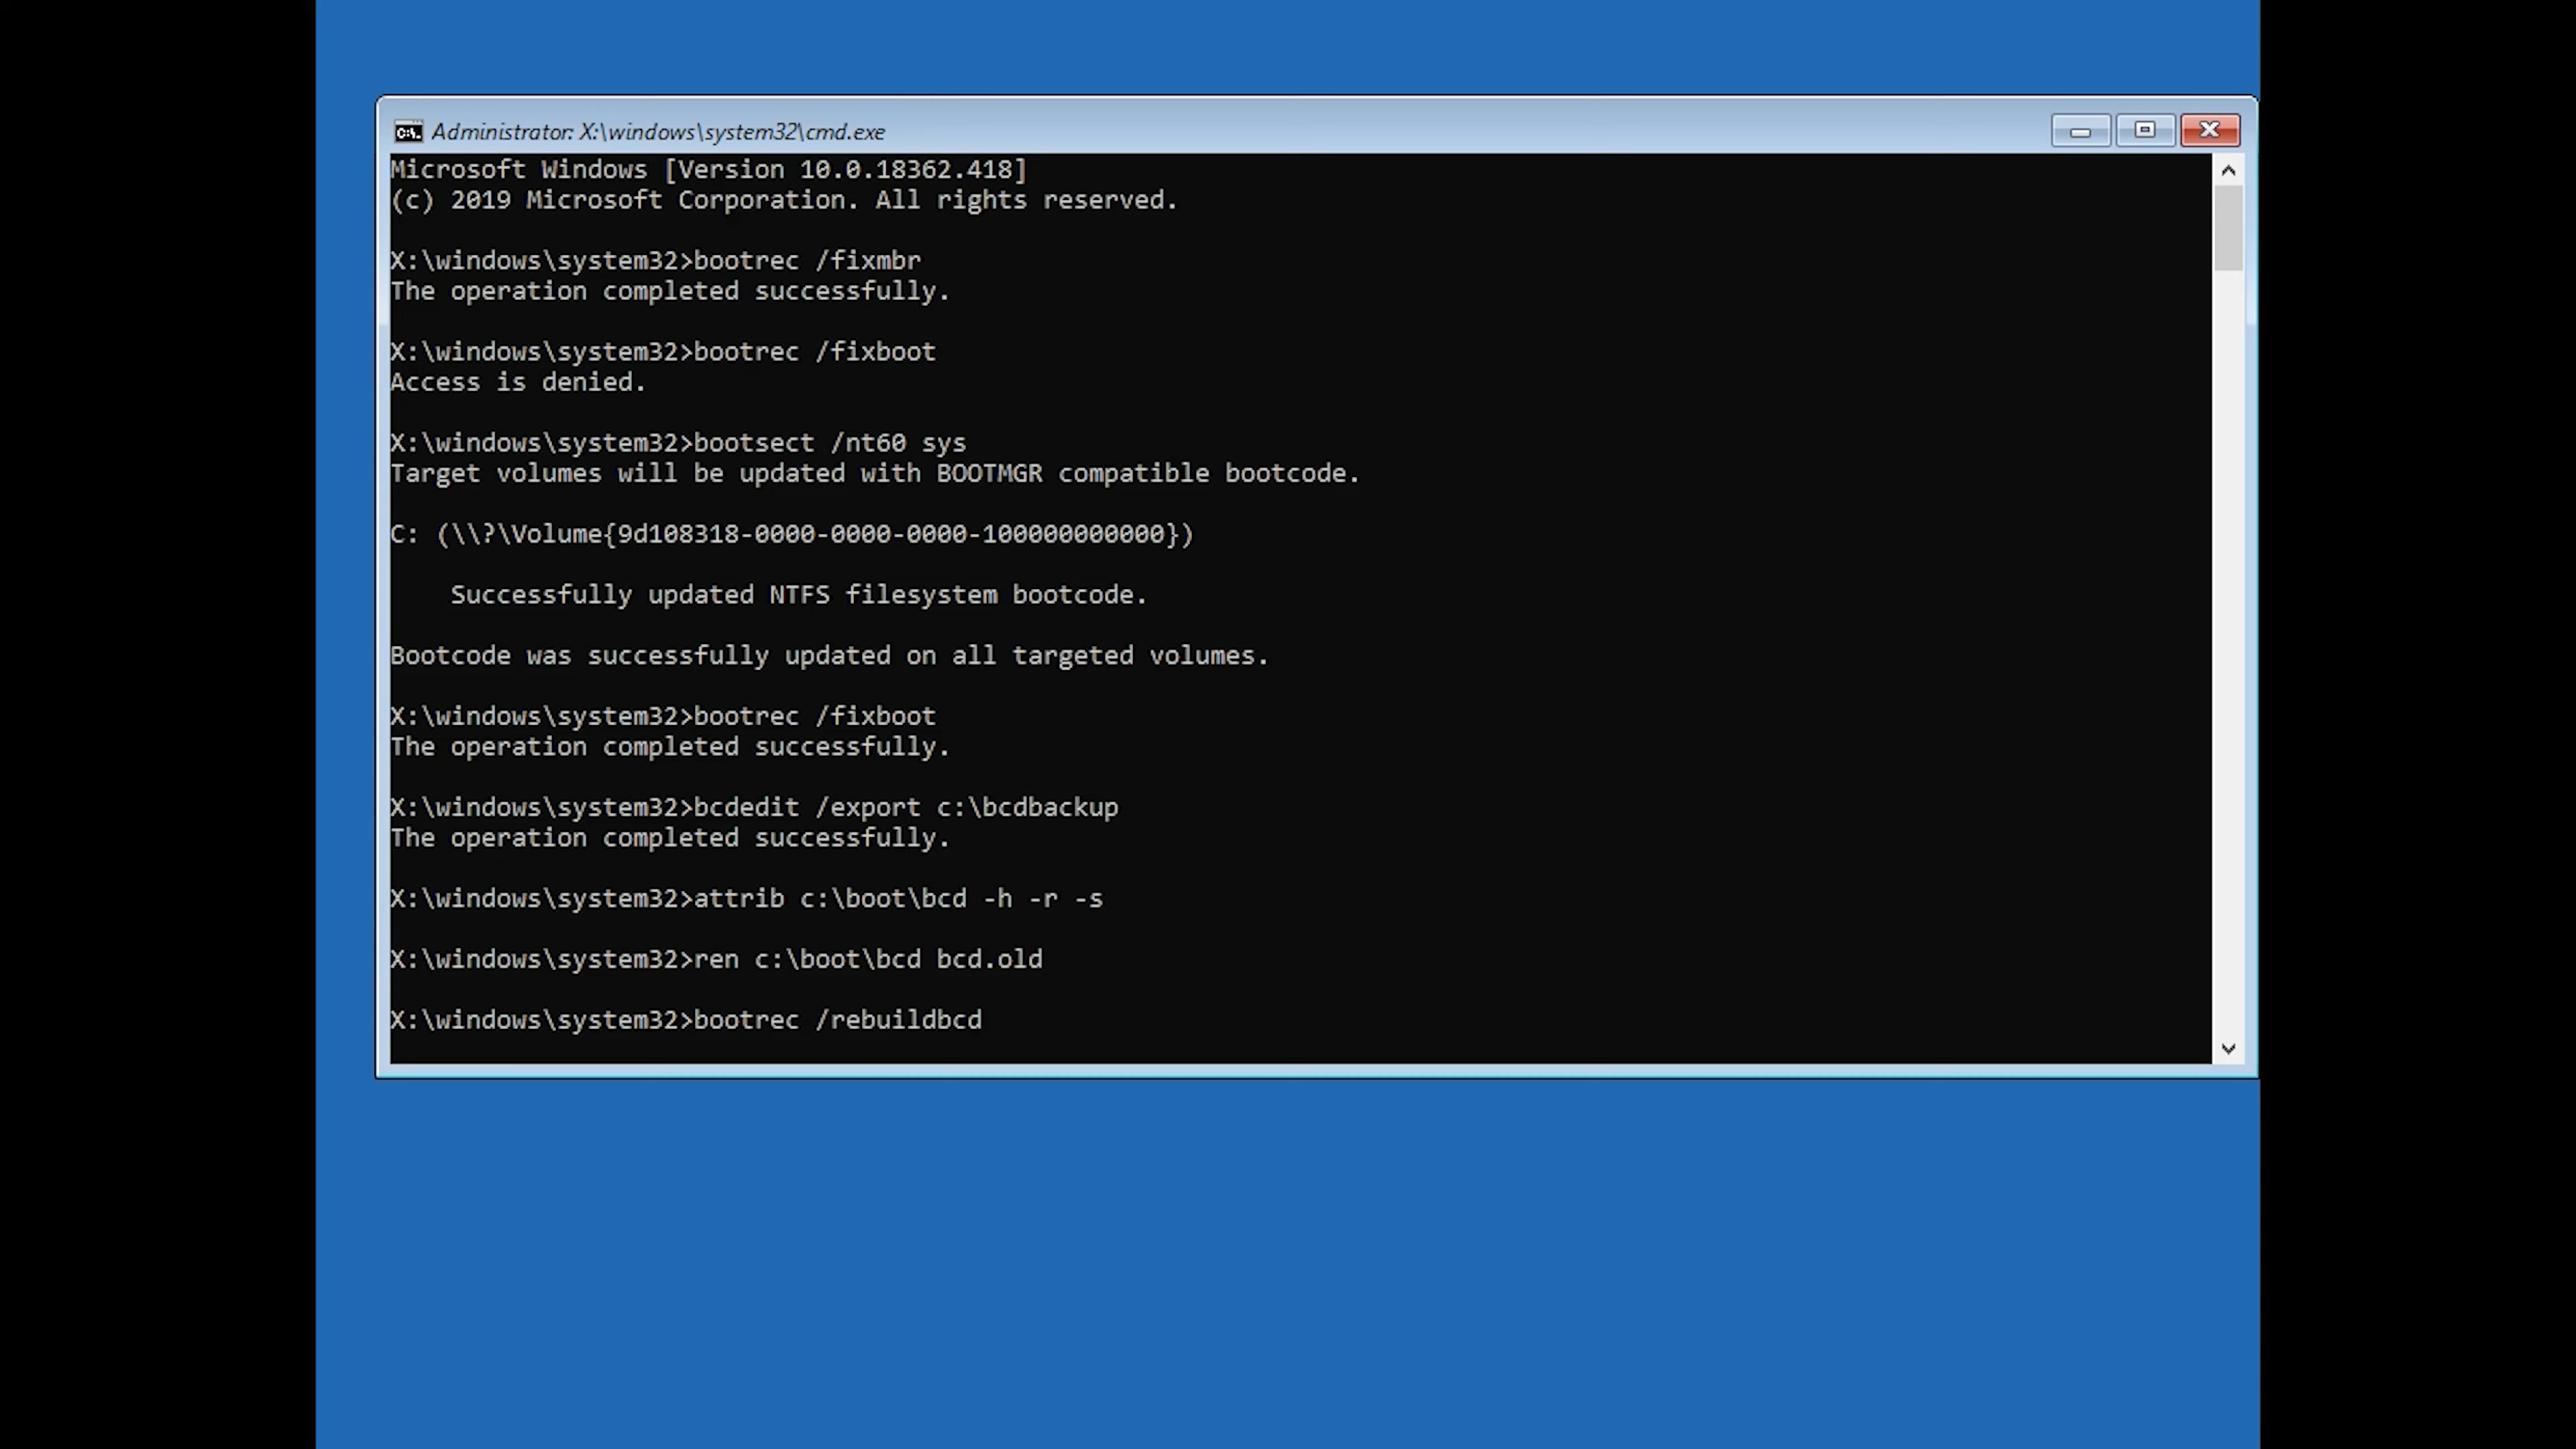 Administrator: X:\windows\system32\cmd.exe
Microsoft Windows [Version 10.0.18362.418]
(c) 2019 Microsoft Corporation. All rights reserved.
X:\windows\system32>bootrec /fixmbr
The operation completed successfully.
X:\windows\system32>bootrec /fixboot
Access is denied.
X:\windows\system32>bootsect /nt60 sys
Target volumes will be updated with BOOTMGR compatible bootcode.
C: (\\?\Volume{9d108318-0000-0000-0000-100000000000})
Successfully updated NTFS filesystem bootcode.
Bootcode was successfully updated on all targeted volumes.
X:\windows\system32>bootrec /fixboot
The operation completed successfully.
X:\windows\system32>bcdedit /export c:\bcdbackup
The operation completed successfully.
X:\windows\system32>attrib c:\boot\bcd -h -r -s
X:\windows\system32>ren c:\boot\bcd bcd.old
X:\windows\system32>bootrec /rebuildbcd